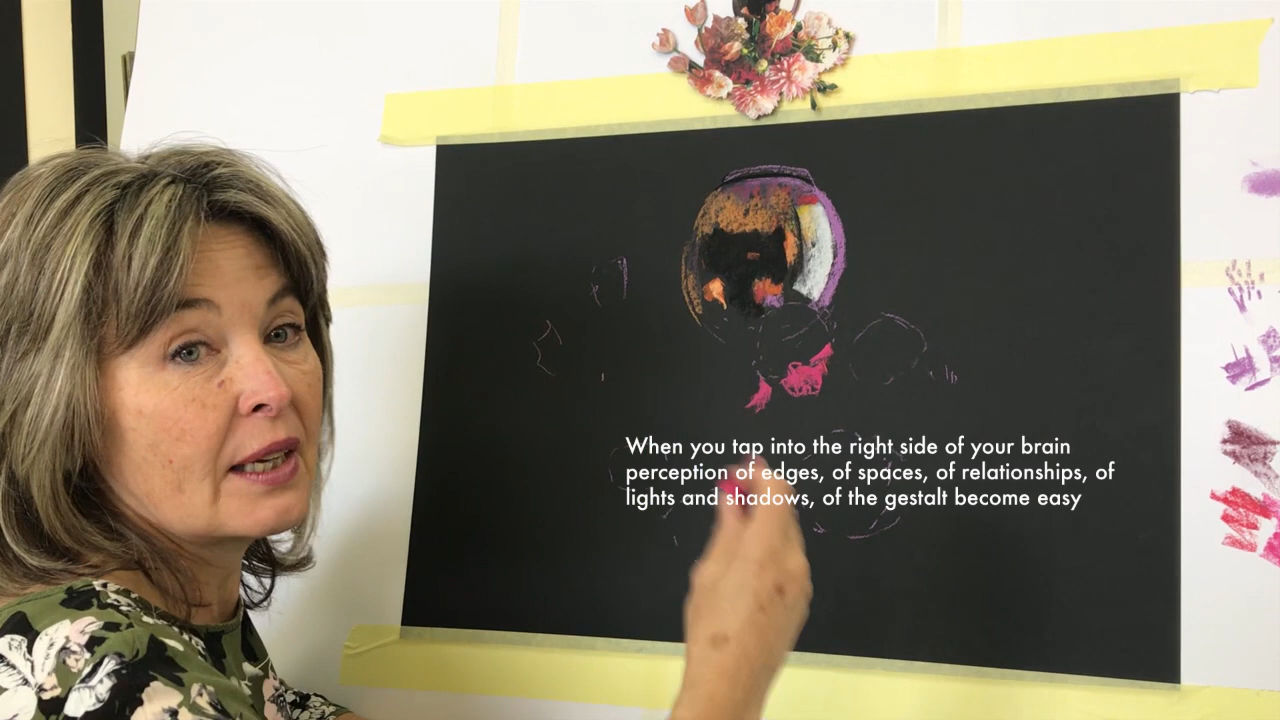 When you tap into the right side of your brain
perception of edges, of spaces, of relationships, of
lights and shadows, of the gestalt become easy